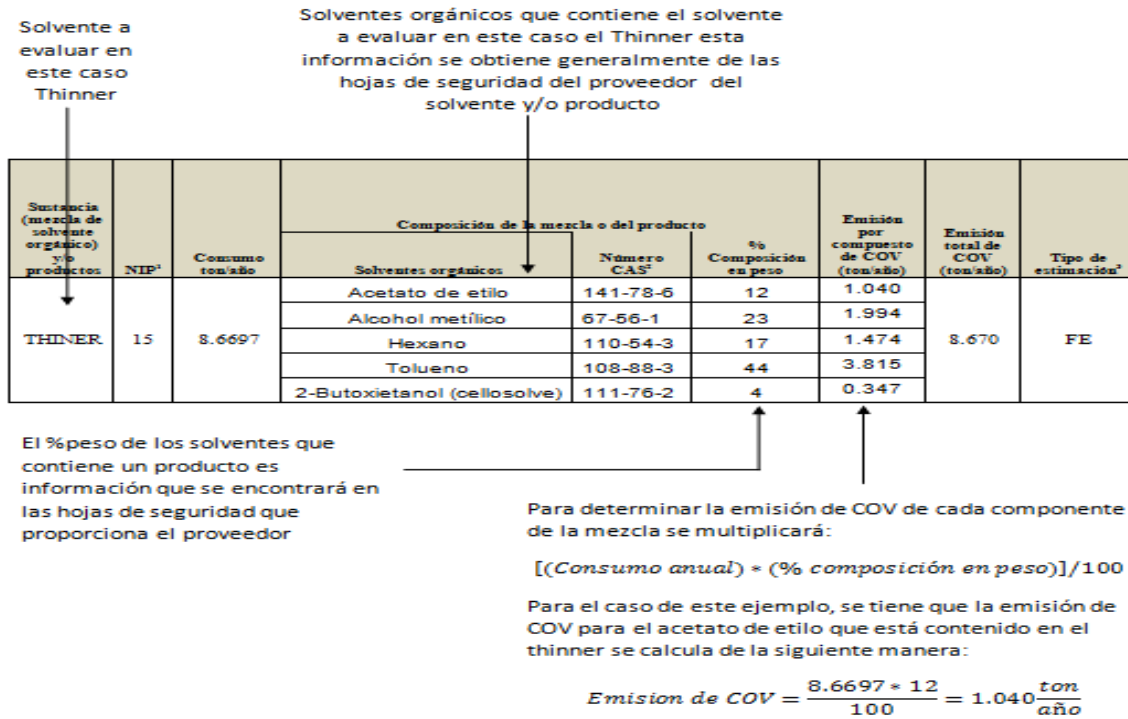 Solvente a
evaluar en
este caso
Thinner
Solventes orgánicos que contiene el solvente
a evaluar en este caso el Thinner esta
información se obtiene generalmente de las
hojas de seguridad del proveedor del
solvente y/o producto
Sustancia
(mezcla de
solvente
orgánico)
y/o
productos
NIP¹
Consumo
ton/año
Composición de la mezcla o del producto
Solventes orgánicos
Número
CAS²
%
Composición
en peso
Emisión
por
compuesto
de COV
(ton/año)
Emisión
total de
COV
(ton/año)
Tipo de
estimación³
THINER 15 8.6697 8.670 FE
Acetato de etilo 141-78-6 12 1.040
Alcohol metílico 67-56-1 23 1.994
Hexano 110-54-3 17 1.474
Tolueno 108-88-3 44 3.815
2-Butoxietanol (cellosolve) 111-76-2 4 0.347
El %peso de los solventes que
contiene un producto es
información que se encontrará en
las hojas de seguridad que
proporciona el proveedor
Para determinar la emisión de COV de cada componente
de la mezcla se multiplicará:
[(Consumo anual) * (% composición en peso)]/100
Para el caso de este ejemplo, se tiene que la emisión de
COV para el acetato de etilo que está contenido en el
thinner se calcula de la siguiente manera:
Emision de COV = 8.6697 * 12 / 100 = 1.040 ton / año